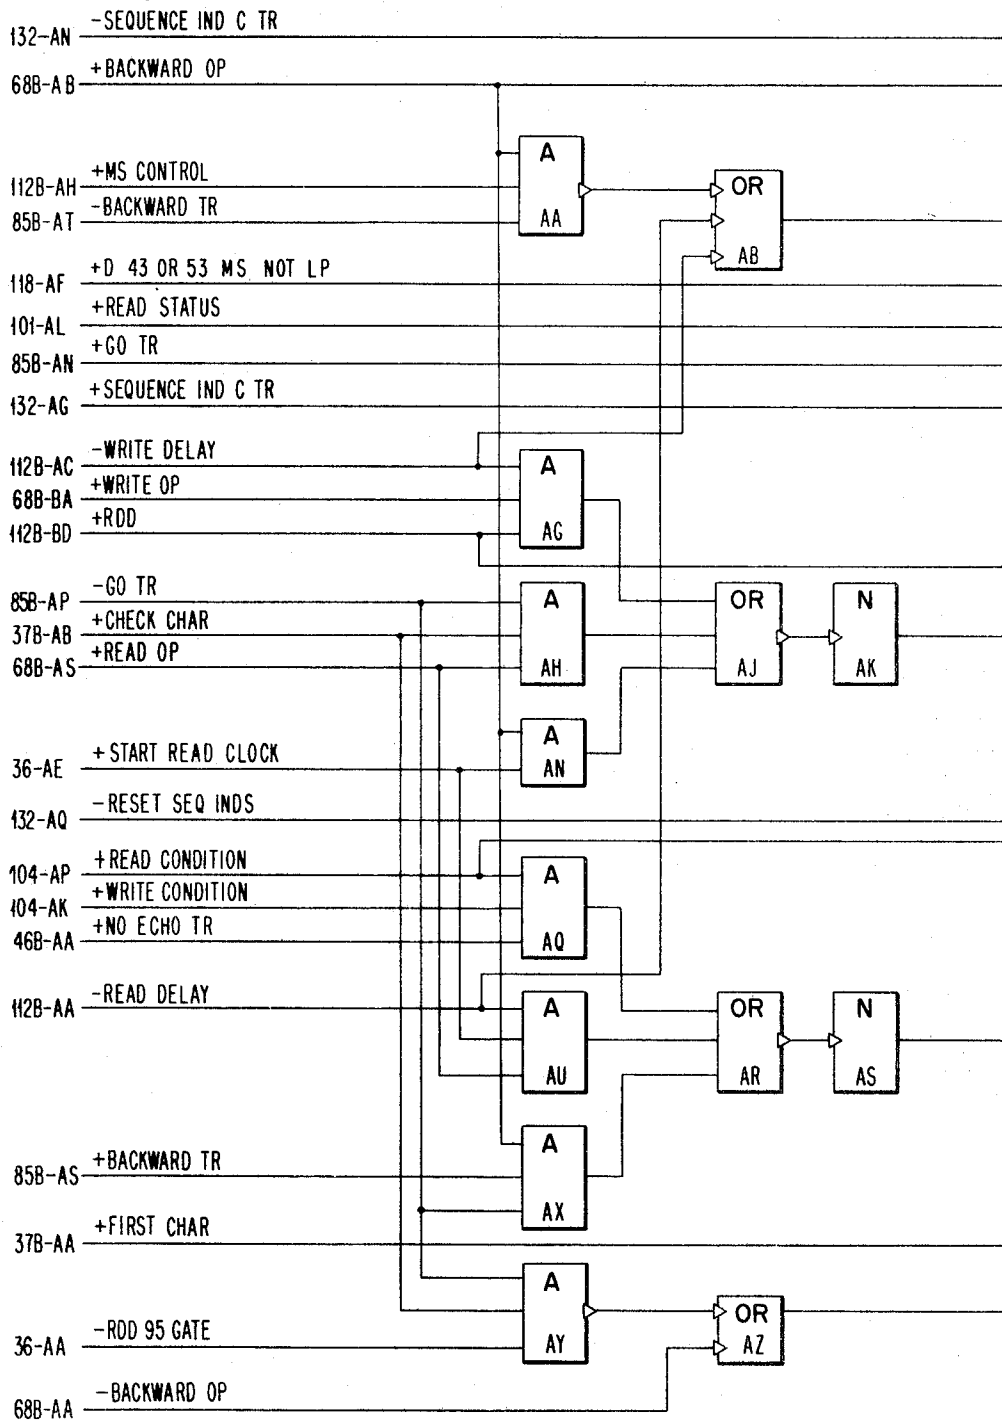 132-AN -SEQUENCE IND C TR
68B-AB +BACKWARD OP
A
AA
112B-AH +MS CONTROL
85B-AT -BACKWARD TR
OR
AB
118-AF +D 43 OR 53 MS NOT LP
101-AL +READ STATUS
85B-AN +GO TR
132-AG +SEQUENCE IND C TR
112B-AC -WRITE DELAY
68B-BA +WRITE OP
112B-BD +RDD
A
AG
85B-AP -GO TR
37B-AB +CHECK CHAR
68B-AS +READ OP
A
AH
OR
AJ
N
AK
A
AN
36-AE +START READ CLOCK
132-AQ -RESET SEQ INDS
104-AP +READ CONDITION
104-AK +WRITE CONDITION
46B-AA +NO ECHO TR
A
AQ
112B-AA -READ DELAY
A
AU
OR
AR
N
AS
85B-AS +BACKWARD TR
A
AX
37B-AA +FIRST CHAR
A
AY
OR
AZ
36-AA -RDD 95 GATE
68B-AA -BACKWARD OP